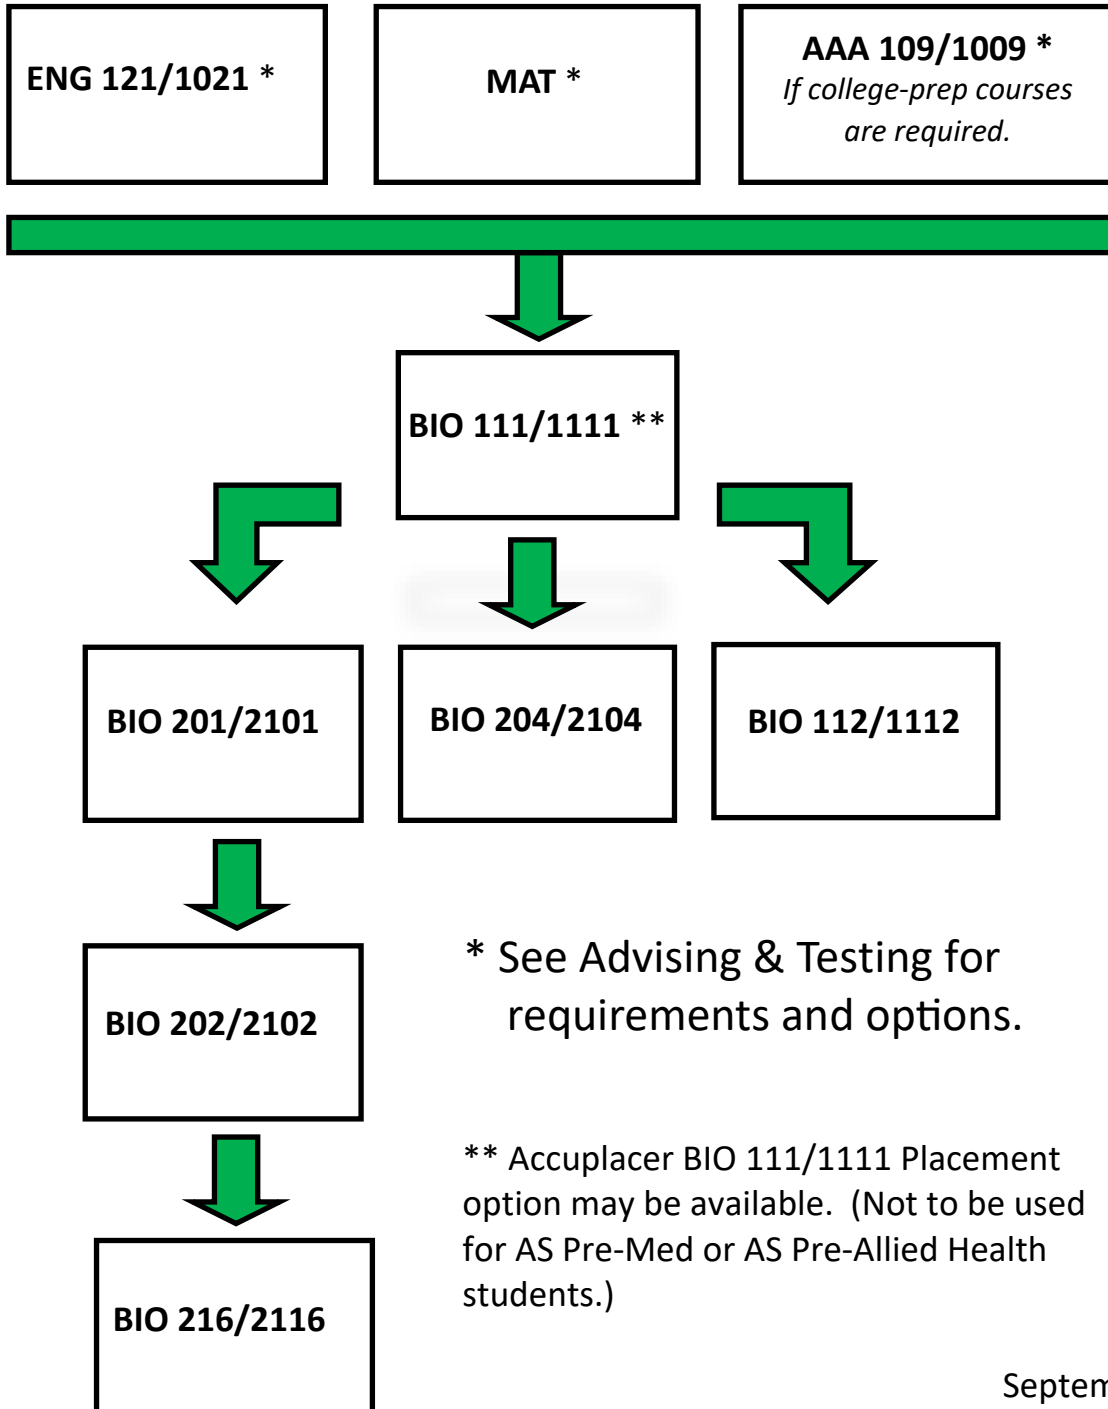 ENG 121/1021 *
MAT *
AAA 109/1009 *
If college-prep courses
are required.
BIO 111/1111 **
BIO 201/2101
BIO 204/2104
BIO 112/1112
BIO 202/2102
* See Advising & Testing for
requirements and options.
** Accuplacer BIO 111/1111 Placement
option may be available.  (Not to be used
for AS Pre-Med or AS Pre-Allied Health
students.)
BIO 216/2116
Septem